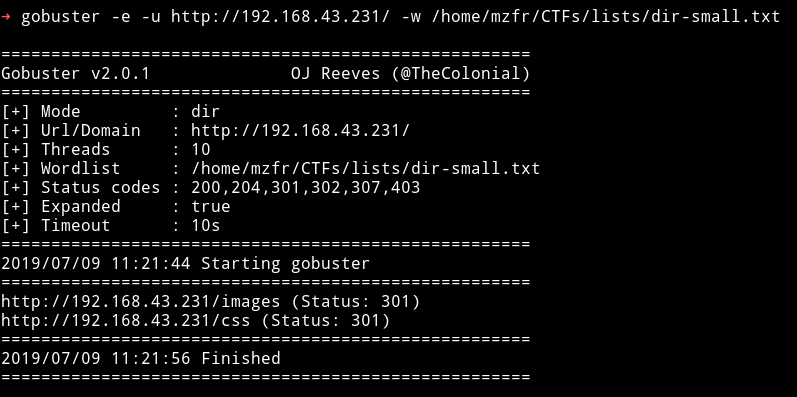 → gobuster -e -u http://192.168.43.231/ -w /home/mzfr/CTFs/lists/dir-small.txt
=====================================================
Gobuster v2.0.1              OJ Reeves (@TheColonial)
=====================================================
[+] Mode         : dir
[+] Url/Domain   : http://192.168.43.231/
[+] Threads      : 10
[+] Wordlist     : /home/mzfr/CTFs/lists/dir-small.txt
[+] Status codes : 200,204,301,302,307,403
[+] Expanded     : true
[+] Timeout      : 10s
=====================================================
2019/07/09 11:21:44 Starting gobuster
=====================================================
http://192.168.43.231/images (Status: 301)
http://192.168.43.231/css (Status: 301)
=====================================================
2019/07/09 11:21:56 Finished
=====================================================